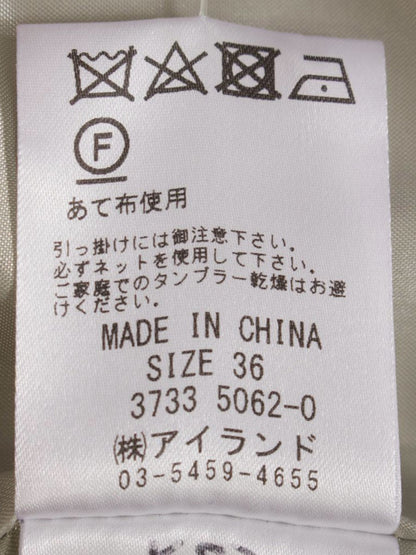 F
あて布使用
引っ掛けには御注意下さい。
必ずネットを使用して下さい。
ご家庭でのタンブラー乾燥はお避
けください。
MADE IN CHINA
SIZE 36
3733 5062-0
㈱アイランド
03-5459-4655